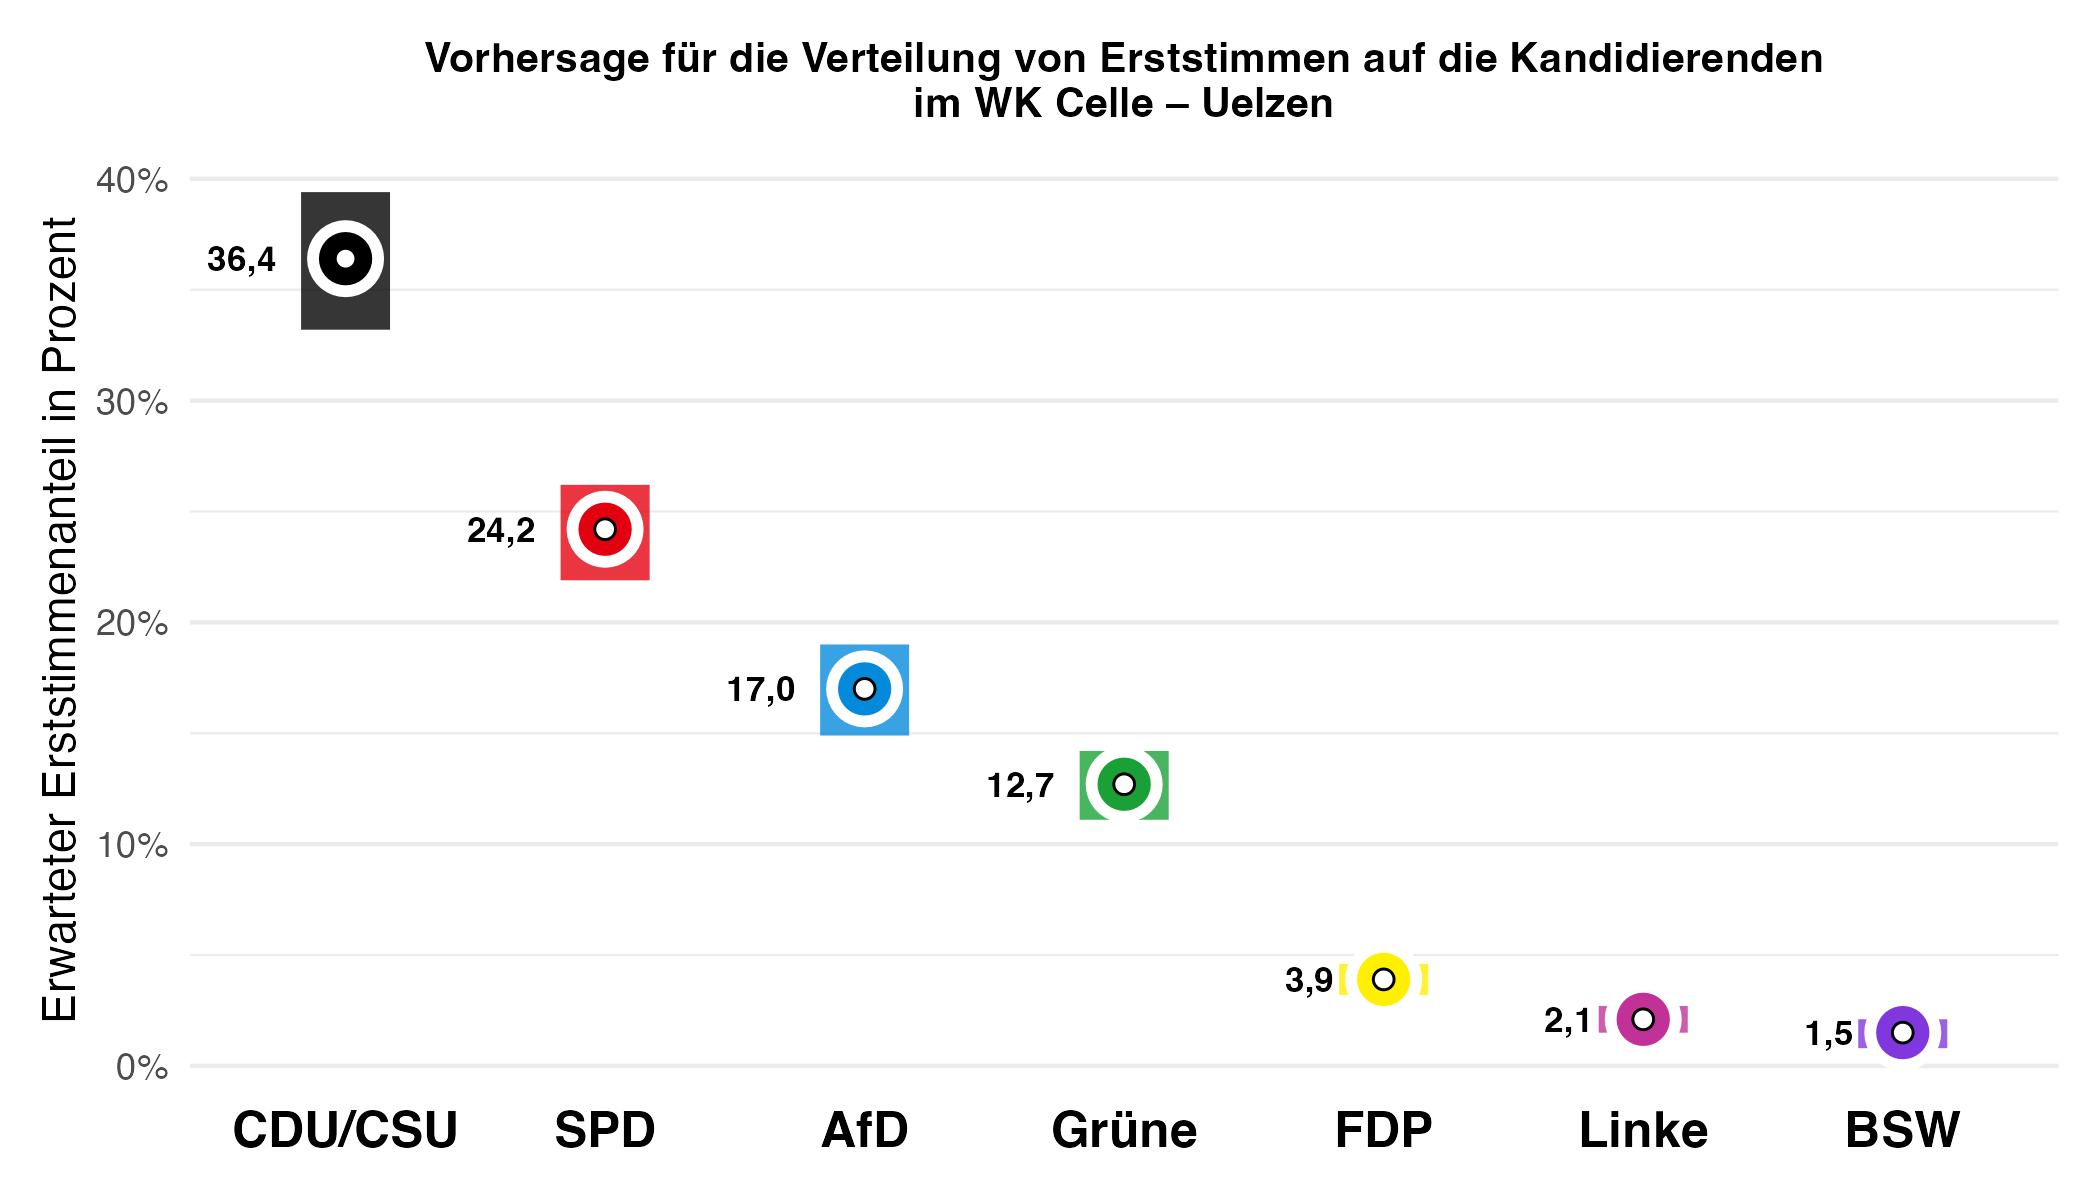 Vorhersage für die Verteilung von Erststimmen auf die Kandidierenden
im WK Celle – Uelzen
Erwarteter Erststimmenanteil in Prozent
40%
30%
20%
10%
0%
36,4
24,2
17,0
12,7
3,9
2,1
1,5
CDU/CSU
SPD
AfD
Grüne
FDP
Linke
BSW